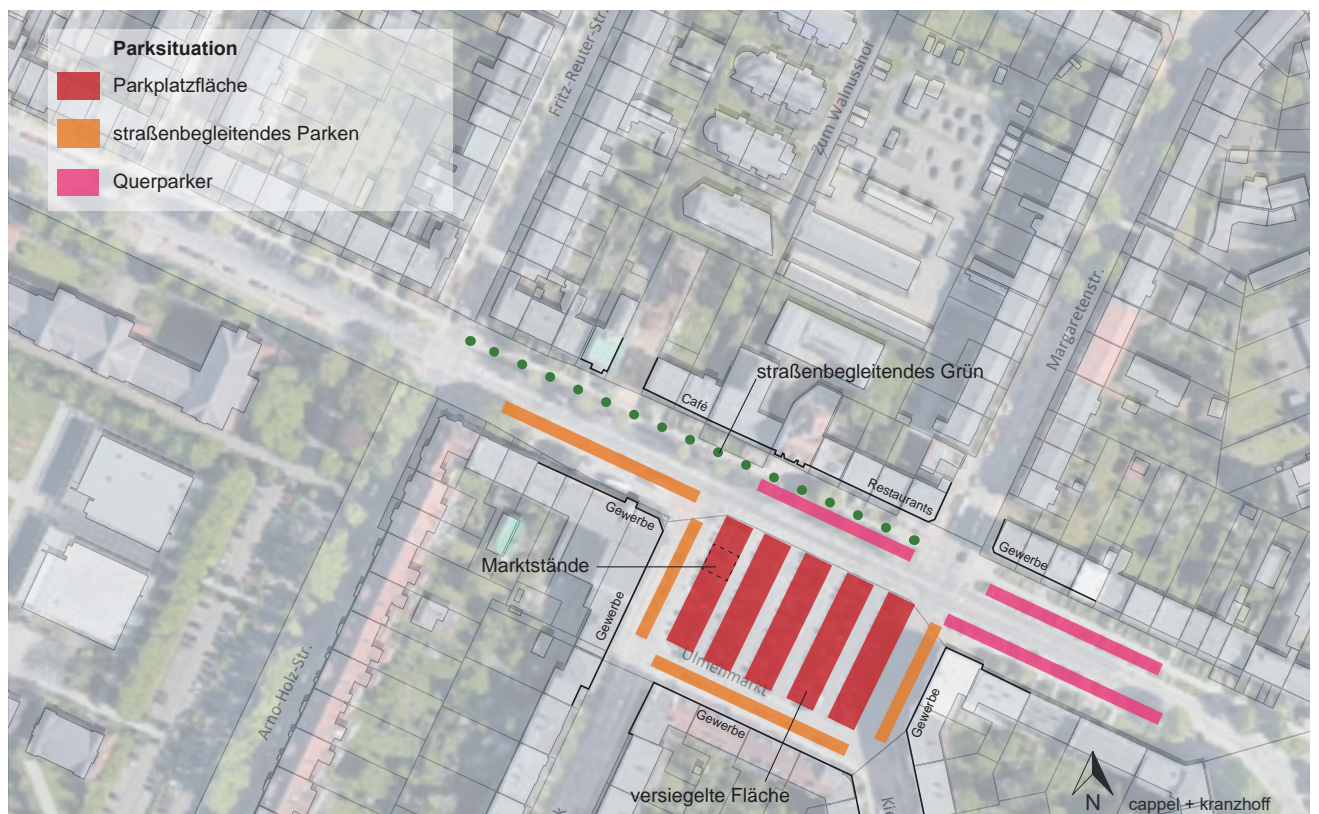 Parksituation
Parkplatzfläche
straßenbegleitendes Parken
Querparker
Fritz-Reuter-Str.
zum Walnusshof
Margaretenstr.
straßenbegleitendes Grün
Café
Restaurants
Gewerbe
Gewerbe
Marktstände
Gewerbe
Ulmenmarkt
Arno-Holz-Str.
Gewerbe
Gewerbe
versiegelte Fläche
N
cappel + kranzhoff